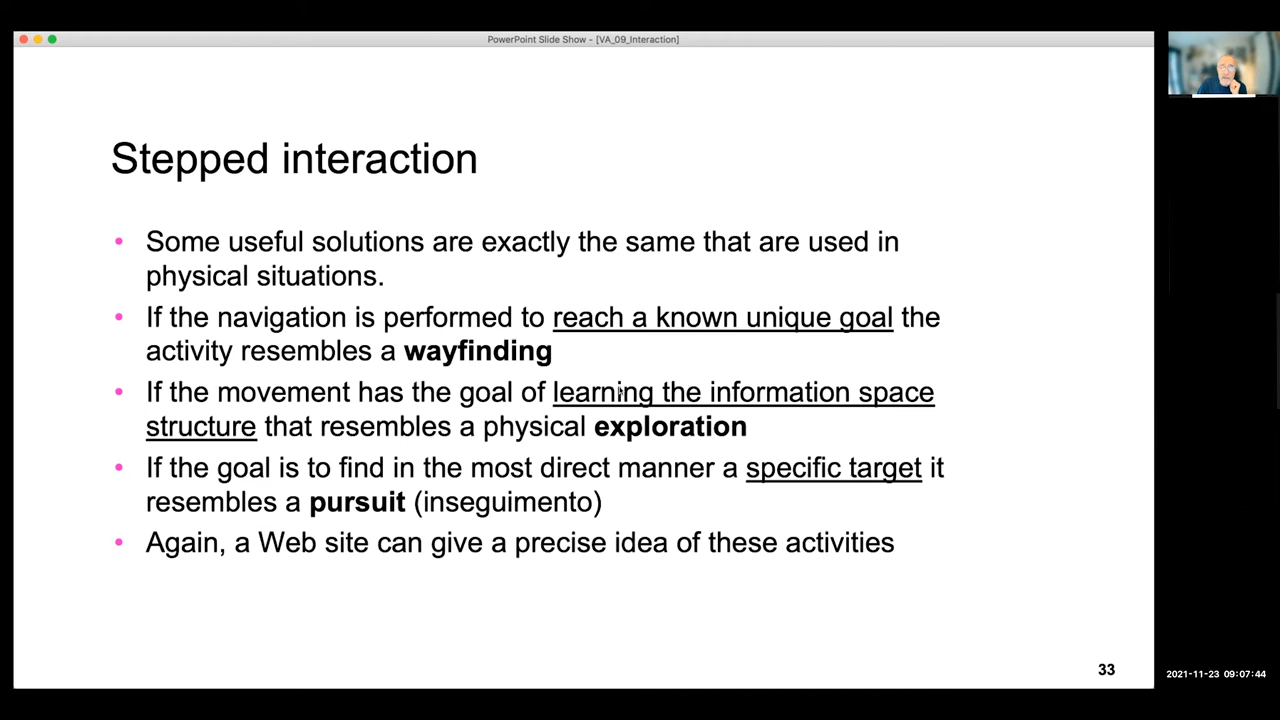 PowerPoint Slide Show - [VA_09_Interaction]
Stepped interaction
• Some useful solutions are exactly the same that are used in
physical situations.
• If the navigation is performed to reach a known unique goal the
activity resembles a wayfinding
• If the movement has the goal of learning the information space
structure that resembles a physical exploration
• If the goal is to find in the most direct manner a specific target it
resembles a pursuit (inseguimento)
• Again, a Web site can give a precise idea of these activities
33
2021-11-23 09:07:44